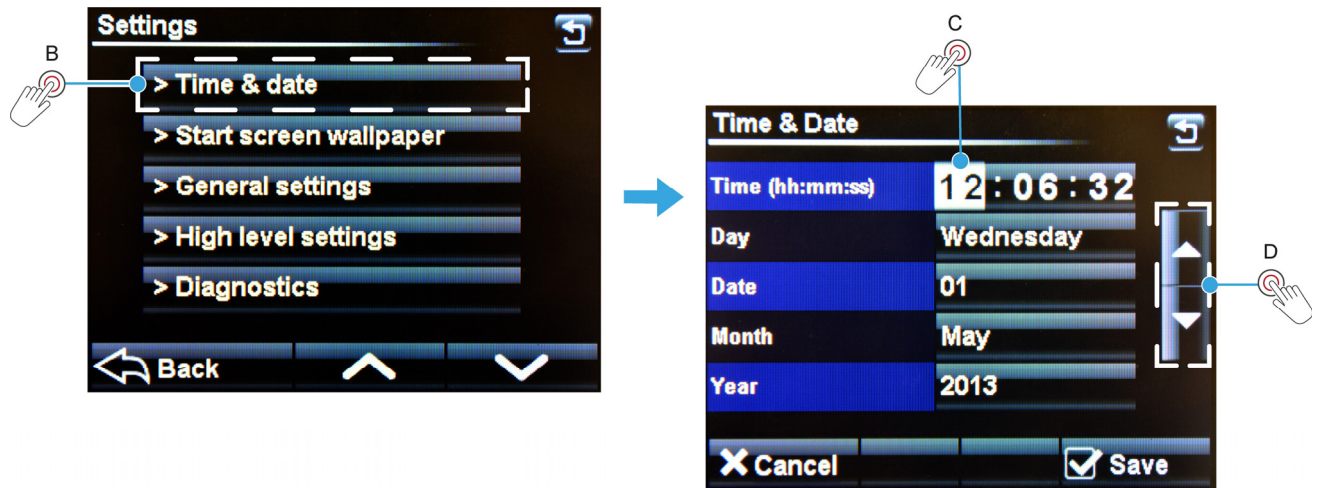 Settings
B
> Time & date
> Start screen wallpaper
> General settings
> High level settings
> Diagnostics
Back
C
Time & Date
Time (hh:mm:ss) 12:06:32
Day Wednesday
Date 01
Month May
Year 2013
D
Cancel Save